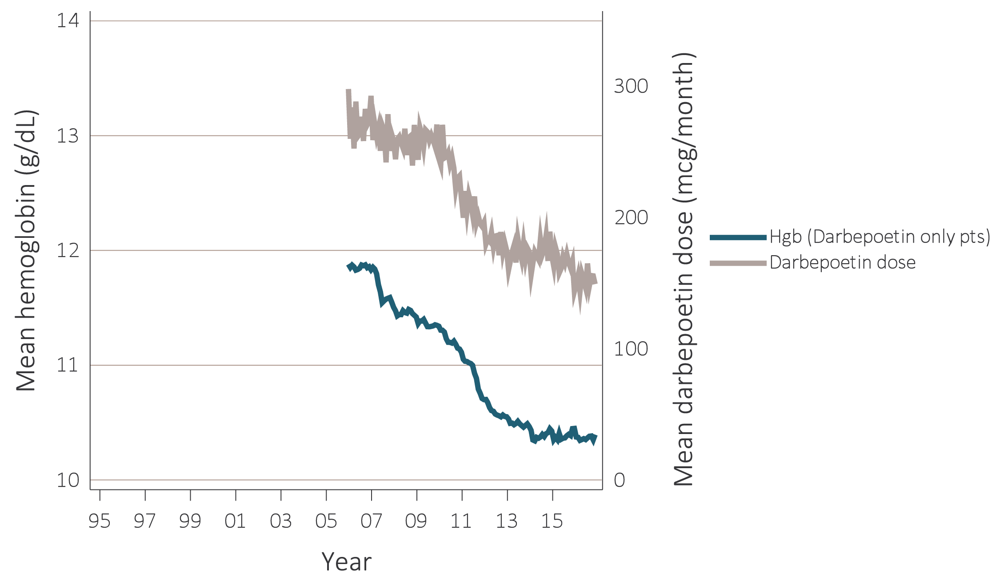 Mean hemoglobin (g/dL)
14
13
12
11
10
300
200
100
0
Mean darbepoetin dose (mcg/month)
Hgb (Darbepoetin only pts)
Darbepoetin dose
95 97 99 01 03 05 07 09 11 13 15
Year